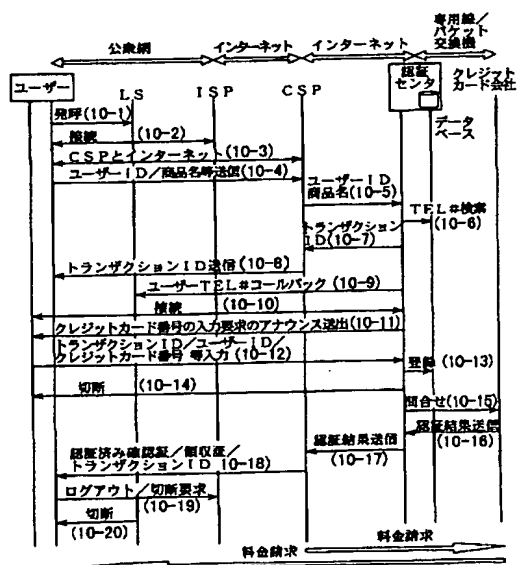 専用線／
パケット
交換機
公衆網
インターネット
インターネット
ユーザー
LS
ISP
CSP
認証
センタ
クレジット
カード会社
データ
ベース
発呼(10-1)
接続 (10-2)
CSPとインターネット(10-3)
ユーザーID／商品名等送信(10-4)
ユーザーID
商品名(10-5)
TEL#検索
(10-6)
トランザクション
ID(10-7)
トランザクションID送信(10-8)
ユーザーTEL#コールバック(10-9)
接続 (10-10)
クレジットカード番号の入力要求のアナウンス送出(10-11)
トランザクションID／ユーザーID／
クレジットカード番号 等入力(10-12)
登録(10-13)
切断 (10-14)
問合せ(10-15)
認証結果送信
(10-16)
認証結果送信
(10-17)
認証済み確認証／領収証／
トランザクションID 10-18)
ログアウト／切断要求
(10-19)
切断
(10-20)
料金請求
料金請求